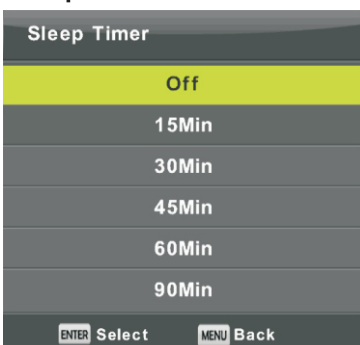 Sleep Timer
Off
15Min
30Min
45Min
60Min
90Min
ENTER Select MENU Back